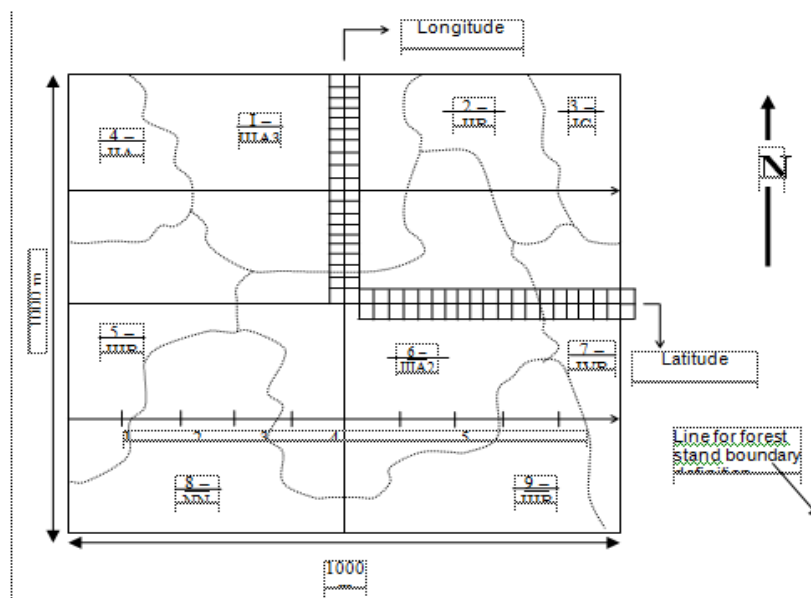 Longitude
1 –
IIIA3
2 –
IIB
3 –
IC
4 –
IIA
N
1000 m
5 –
IIIB
6 –
IIIA2
7 –
Latitude
1 2 3 4 5
Line for forest
stand boundary
8 –
9 –
IIIB
1000